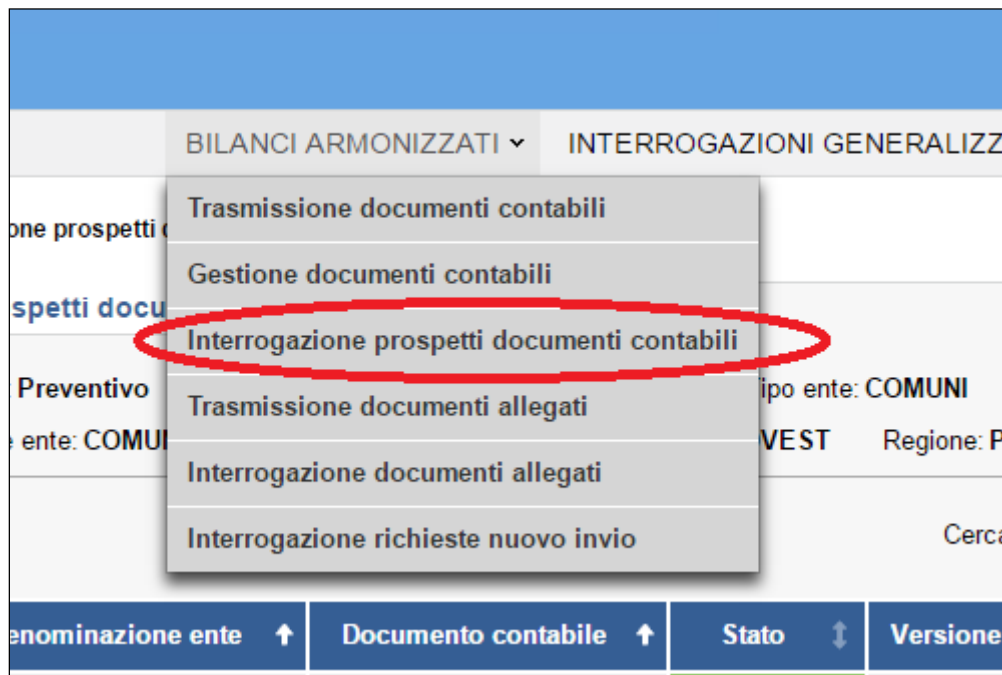 BILANCI ARMONIZZATI INTERROGAZIONI GENERALIZZ
Trasmissione documenti contabili
one prospetti d
Gestione documenti contabili
spetti docu
Interrogazione prospetti documenti contabili
: Preventivo Tipo ente: COMUNI
Trasmissione documenti allegati
e ente: COMUI VEST Regione: P
Interrogazione documenti allegati
Interrogazione richieste nuovo invio Cerca
enominazione ente Documento contabile Stato Versione